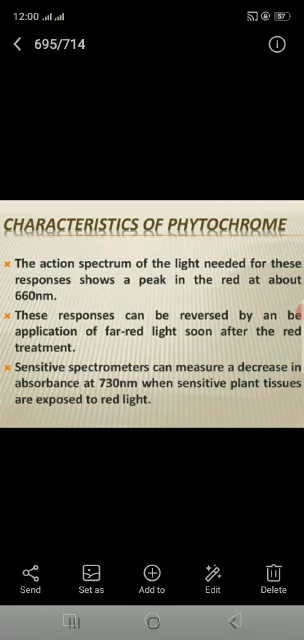 12:00
57
695/714
CHARACTERISTICS OF PHYTOCHROME
The action spectrum of the light needed for these
responses shows a peak in the red at about
660nm.
These responses can be reversed by an be
application of far-red light soon after the red
treatment.
Sensitive spectrometers can measure a decrease in
absorbance at 730nm when sensitive plant tissues
are exposed to red light.
Send Set as Add to Edit Delete